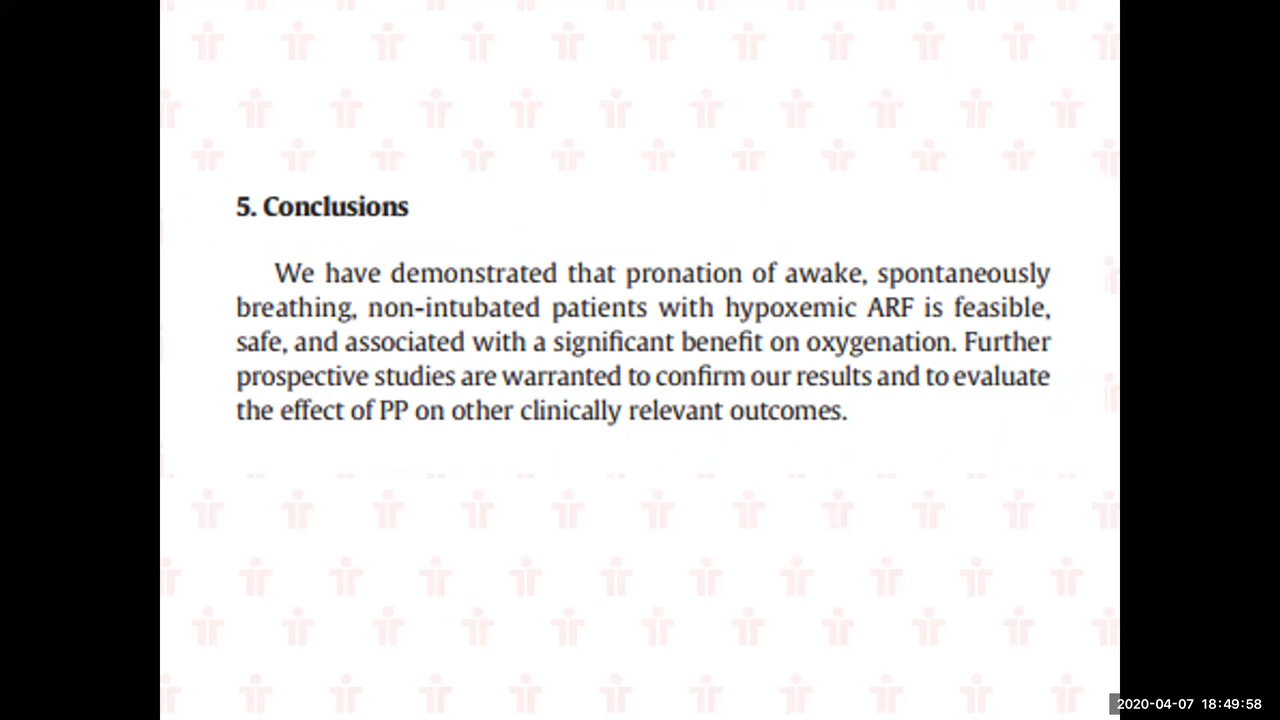 5. Conclusions
We have demonstrated that pronation of awake, spontaneously
breathing, non-intubated patients with hypoxemic ARF is feasible,
safe, and associated with a significant benefit on oxygenation. Further
prospective studies are warranted to confirm our results and to evaluate
the effect of PP on other clinically relevant outcomes.
2020-04-07 18:49:58